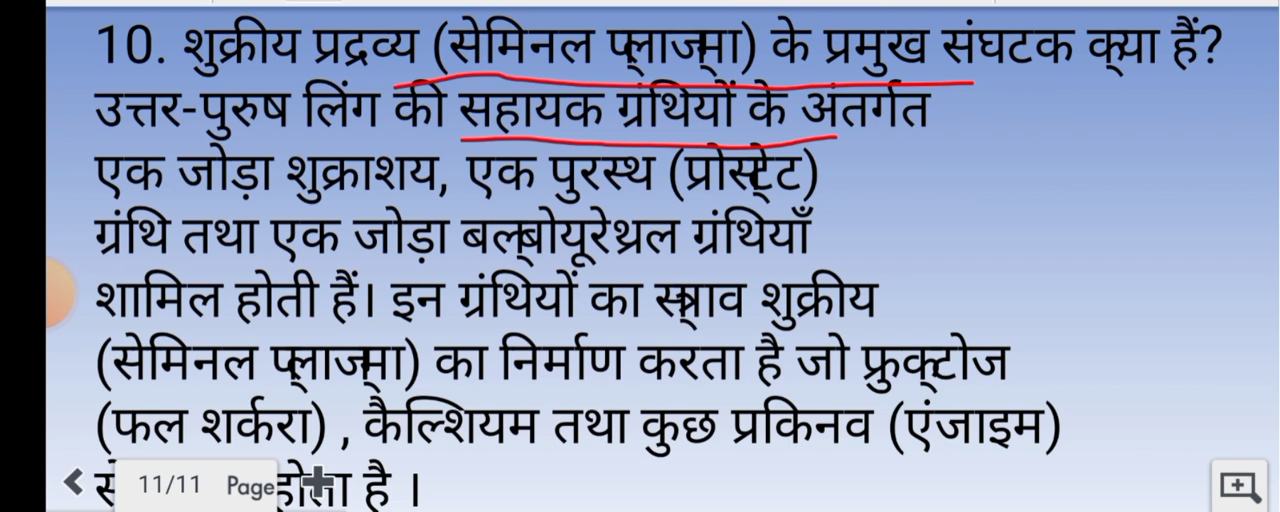 10. शुक्रीय प्रद्रव्य (सेमिनल प्लाज्मा) के प्रमुख संघटक क्या हैं?
उत्तर-पुरुष लिंग की सहायक ग्रंथियों के अंतर्गत
एक जोड़ा शुक्राशय, एक पुरस्थ (प्रोस्टेट)
ग्रंथि तथा एक जोड़ा बल्बोयूरेथ्रल ग्रंथियाँ
शामिल होती हैं। इन ग्रंथियों का स्त्राव शुक्रीय
(सेमिनल प्लाज्मा) का निर्माण करता है जो फ्रुक्टोज
(फल शर्करा) , कैल्शियम तथा कुछ प्रकिनव (एंजाइम)
होता है ।
11/11 Page